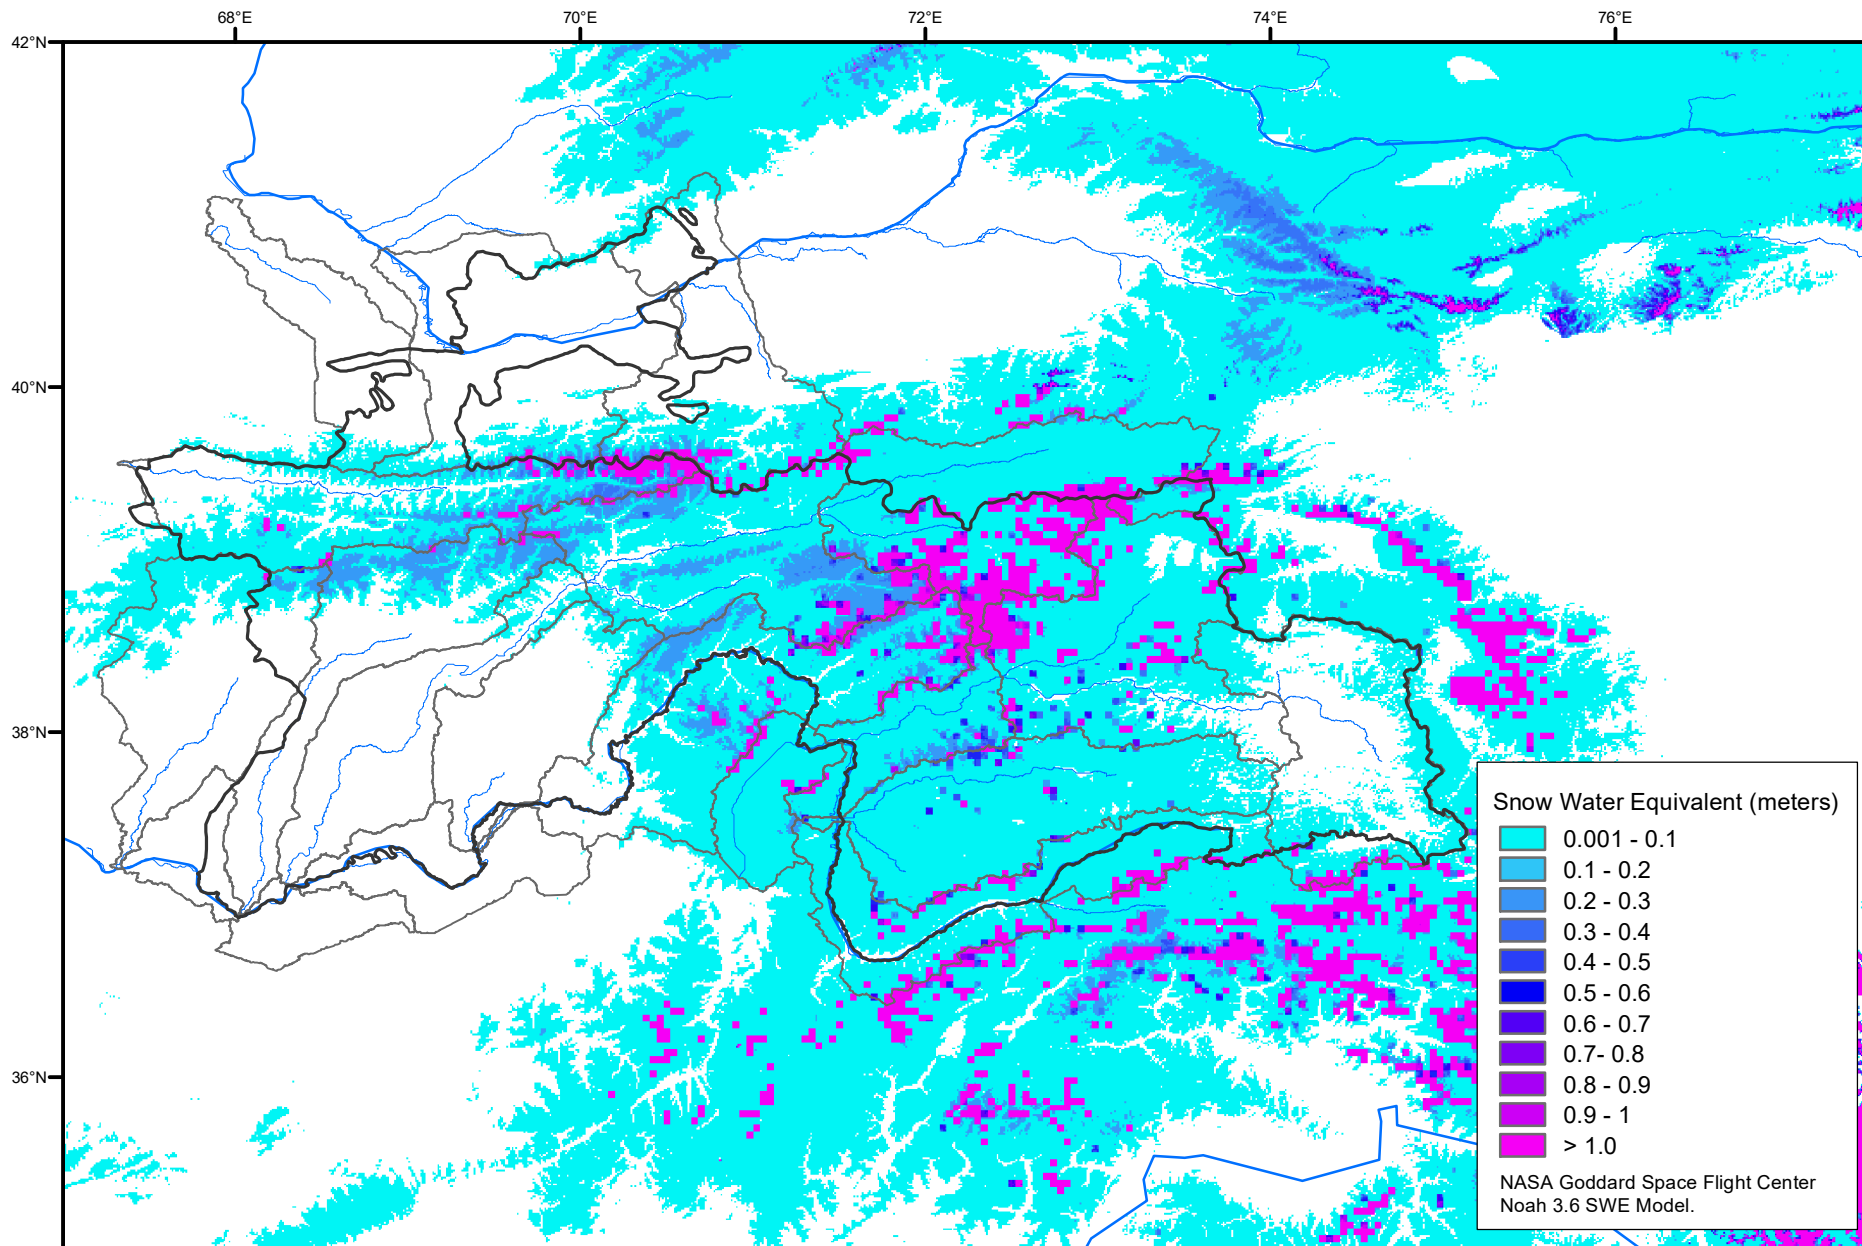 68°E 70°E 72°E 74°E 76°E
42°N
40°N
38°N
36°N
Snow Water Equivalent (meters)
0.001 - 0.1
0.1 - 0.2
0.2 - 0.3
0.3 - 0.4
0.4 - 0.5
0.5 - 0.6
0.6 - 0.7
0.7- 0.8
0.8 - 0.9
0.9 - 1
> 1.0
NASA Goddard Space Flight Center
Noah 3.6 SWE Model.